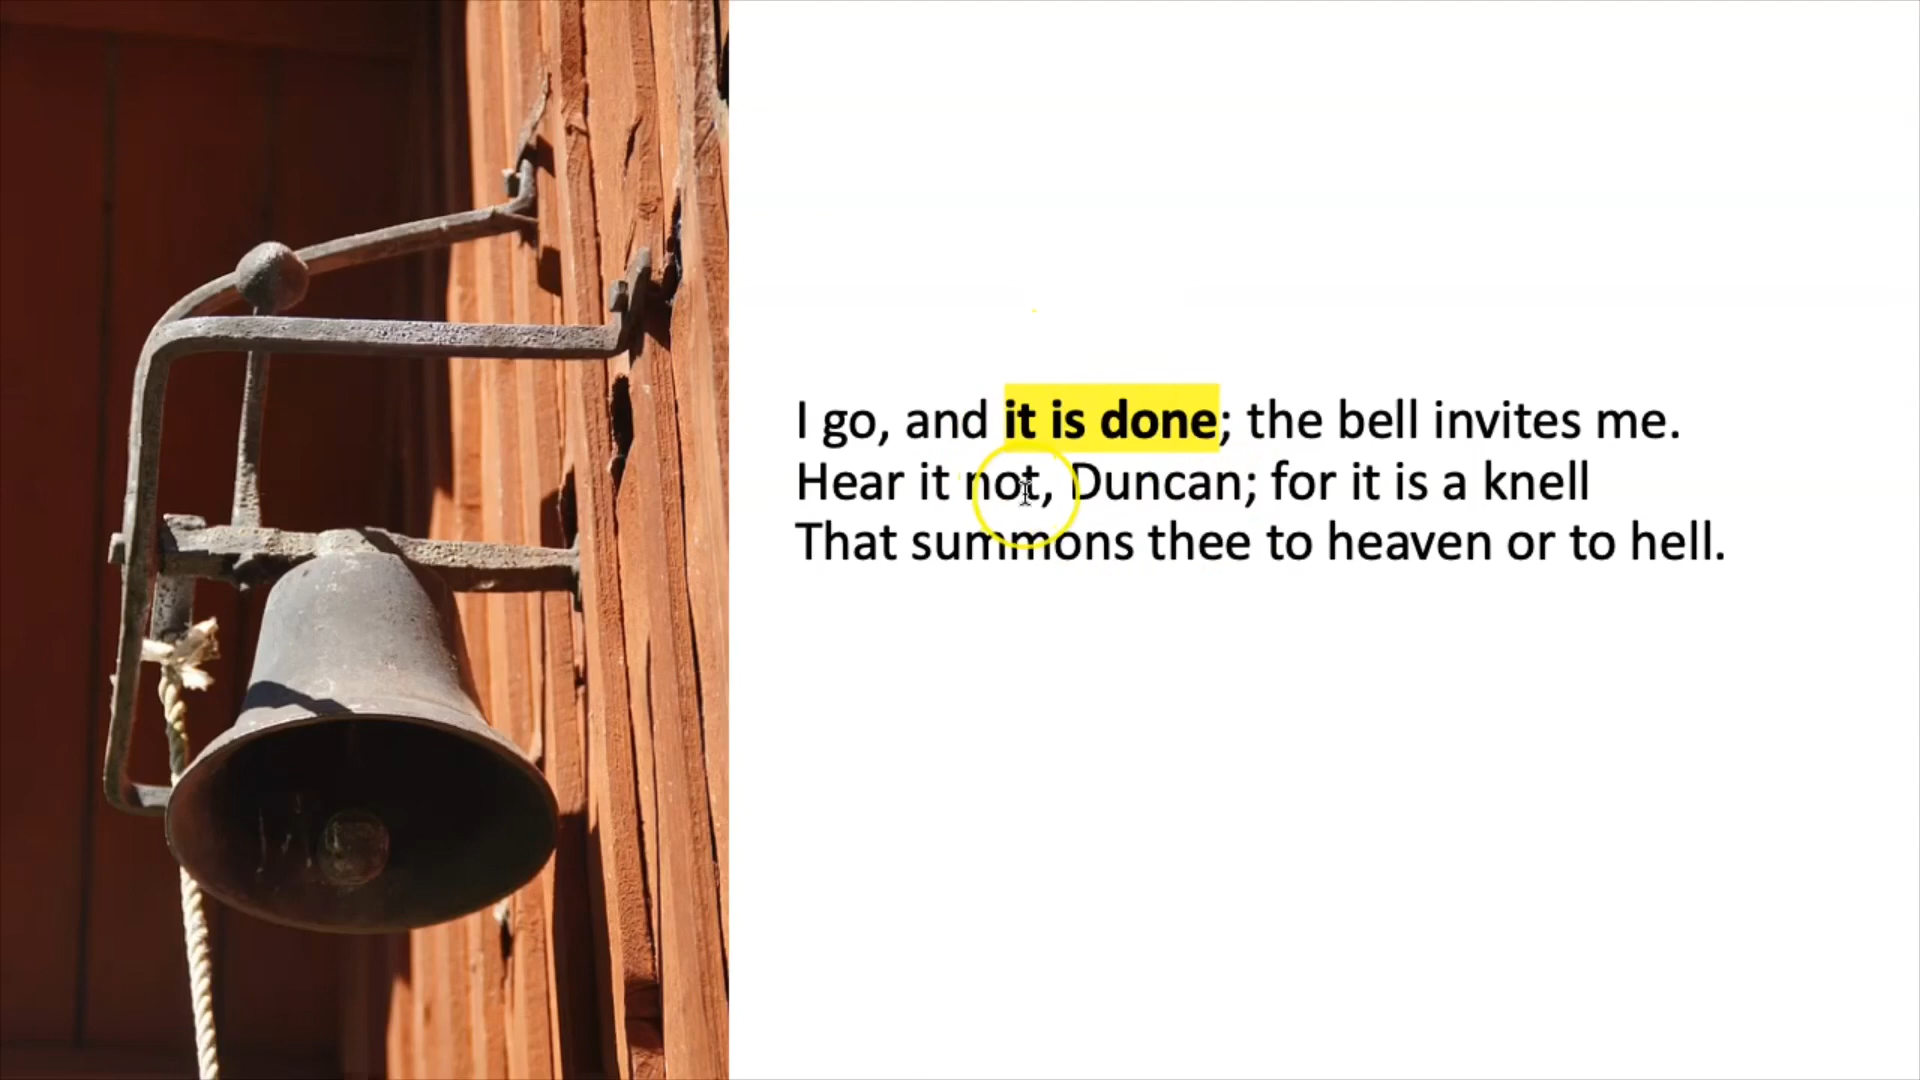 I go, and it is done; the bell invites me.
Hear it not, Duncan; for it is a knell
That summons thee to heaven or to hell.